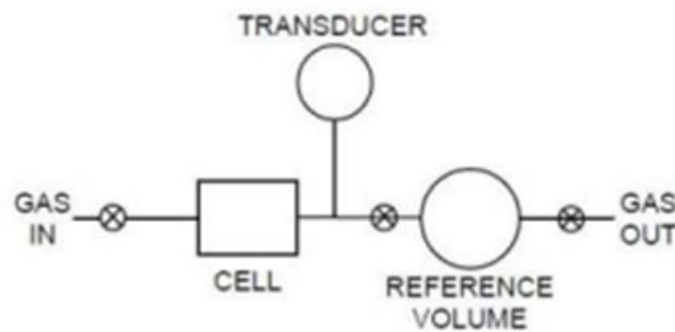 TRANSDUCER
GAS
IN
CELL
REFERENCE
VOLUME
GAS
OUT